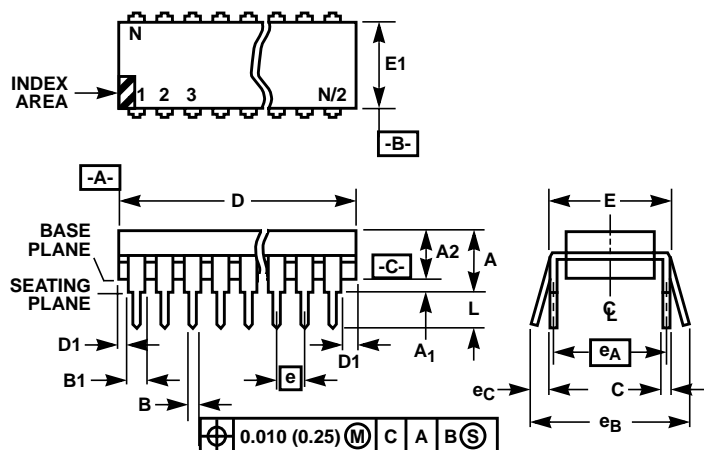 N
E1
INDEX
AREA
1 2 3 N/2
-B-
-A-
D
E
BASE
PLANE
A2
A
-C-
SEATING
PLANE
L
C
L
D1
A1
D1
eA
B1
e
eC
C
B
eB
0.010 (0.25) M C A B S